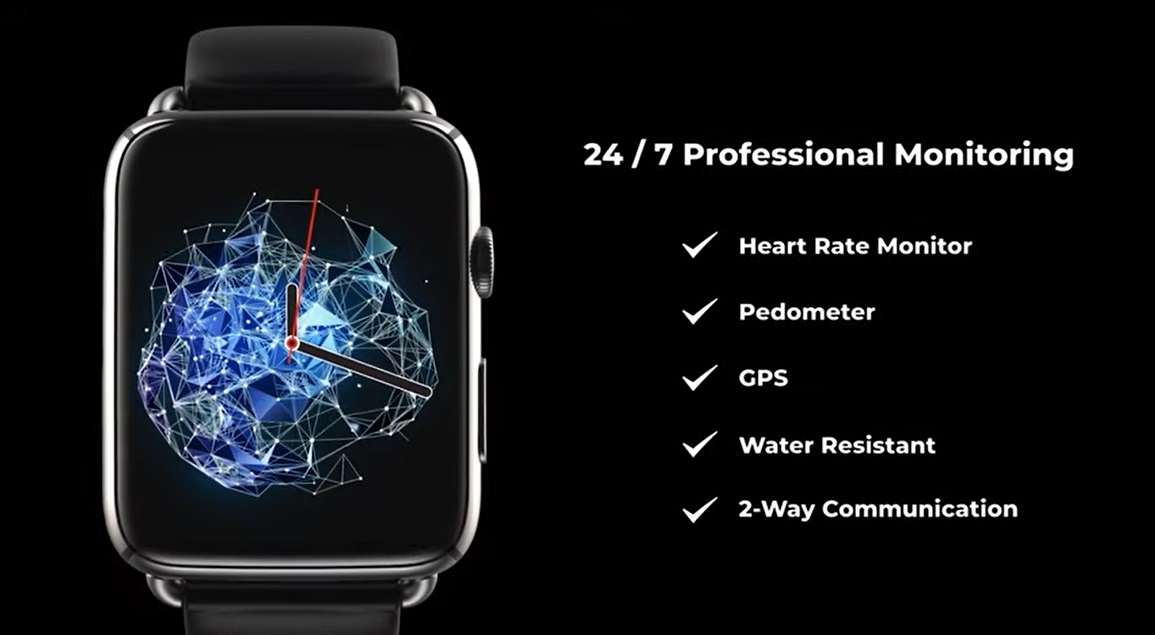 24 / 7 Professional Monitoring
Heart Rate Monitor
Pedometer
GPS
Water Resistant
2-Way Communication